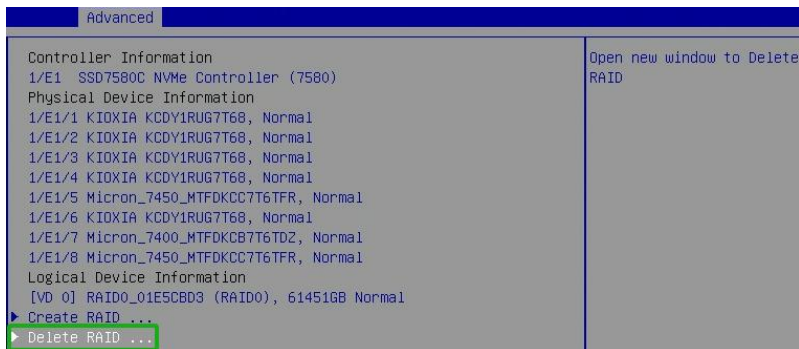 Advanced
Controller Information
1/E1 SSD7580C NVMe Controller (7580)
Physical Device Information
1/E1/1 KIOXIA KCDY1RUG7T68, Normal
1/E1/2 KIOXIA KCDY1RUG7T68, Normal
1/E1/3 KIOXIA KCDY1RUG7T68, Normal
1/E1/4 KIOXIA KCDY1RUG7T68, Normal
1/E1/5 Micron_7450_MTFDKCC7T6TFR, Normal
1/E1/6 KIOXIA KCDY1RUG7T68, Normal
1/E1/7 Micron_7400_MTFDKCB7T6TDZ, Normal
1/E1/8 Micron_7450_MTFDKCC7T6TFR, Normal
Logical Device Information
[VD 0] RAID0_01E5CBD3 (RAID0), 61451GB Normal
Create RAID ...
Delete RAID ...
Open new window to Delete
RAID